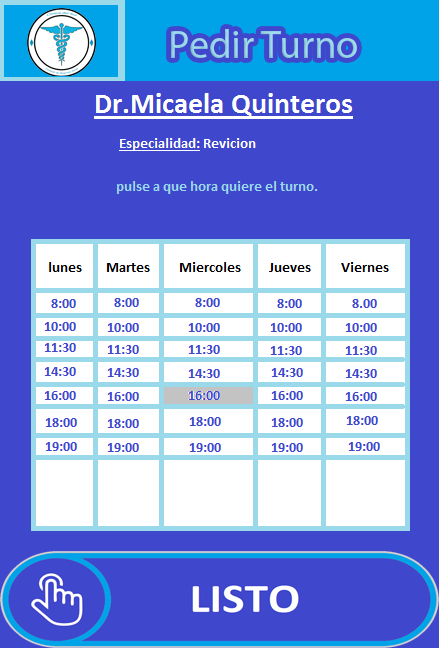 Pedir Turno
Dr.Micaela Quinteros
Especialidad: Revicion
pulse a que hora quiere el turno.
lunes Martes Miercoles Jueves Viernes
8:00 8:00 8:00 8:00 8.00
10:00 10:00 10:00 10:00 10:00
11:30 11:30 11:30 11:30 11:30
14:30 14:30 14:30 14:30 14:30
16:00 16:00 16:00 16:00 16:00
18:00 18:00 18:00 18:00 18:00
19:00 19:00 19:00 19:00 19:00
LISTO